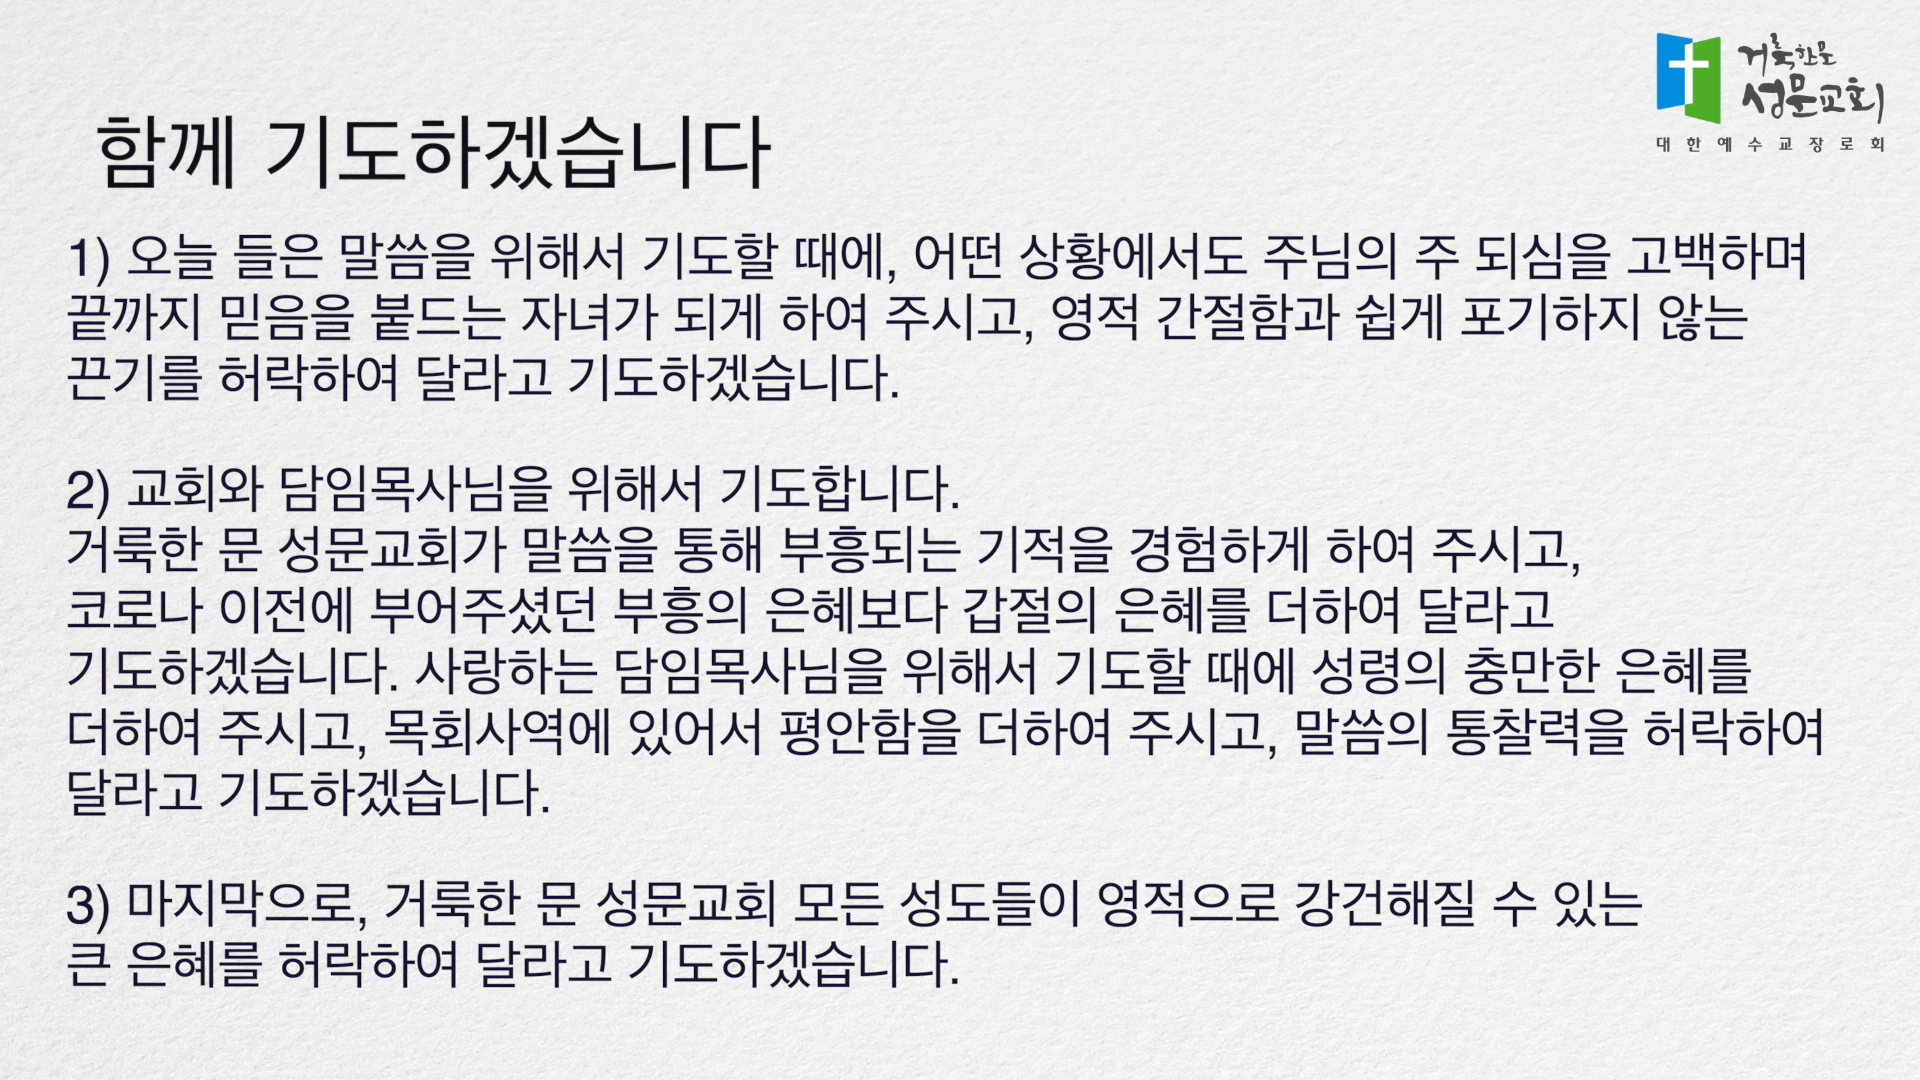 거룩한문
성문교회
대한예수교장로회
함께 기도하겠습니다
1) 오늘 들은 말씀을 위해서 기도할 때에, 어떤 상황에서도 주님의 주 되심을 고백하며
끝까지 믿음을 붙드는 자녀가 되게 하여 주시고, 영적 간절함과 쉽게 포기하지 않는
끈기를 허락하여 달라고 기도하겠습니다.
2) 교회와 담임목사님을 위해서 기도합니다.
거룩한 문 성문교회가 말씀을 통해 부흥되는 기적을 경험하게 하여 주시고,
코로나 이전에 부어주셨던 부흥의 은혜보다 갑절의 은혜를 더하여 달라고
기도하겠습니다. 사랑하는 담임목사님을 위해서 기도할 때에 성령의 충만한 은혜를
더하여 주시고, 목회사역에 있어서 평안함을 더하여 주시고, 말씀의 통찰력을 허락하여
달라고 기도하겠습니다.
3) 마지막으로, 거룩한 문 성문교회 모든 성도들이 영적으로 강건해질 수 있는
큰 은혜를 허락하여 달라고 기도하겠습니다.